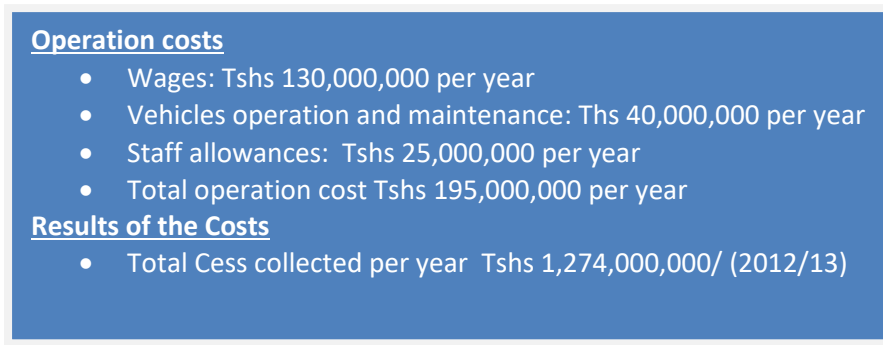 Operation costs
• Wages: Tshs 130,000,000 per year
• Vehicles operation and maintenance: Ths 40,000,000 per year
• Staff allowances:  Tshs 25,000,000 per year
• Total operation cost Tshs 195,000,000 per year
Results of the Costs
• Total Cess collected per year  Tshs 1,274,000,000/ (2012/13)